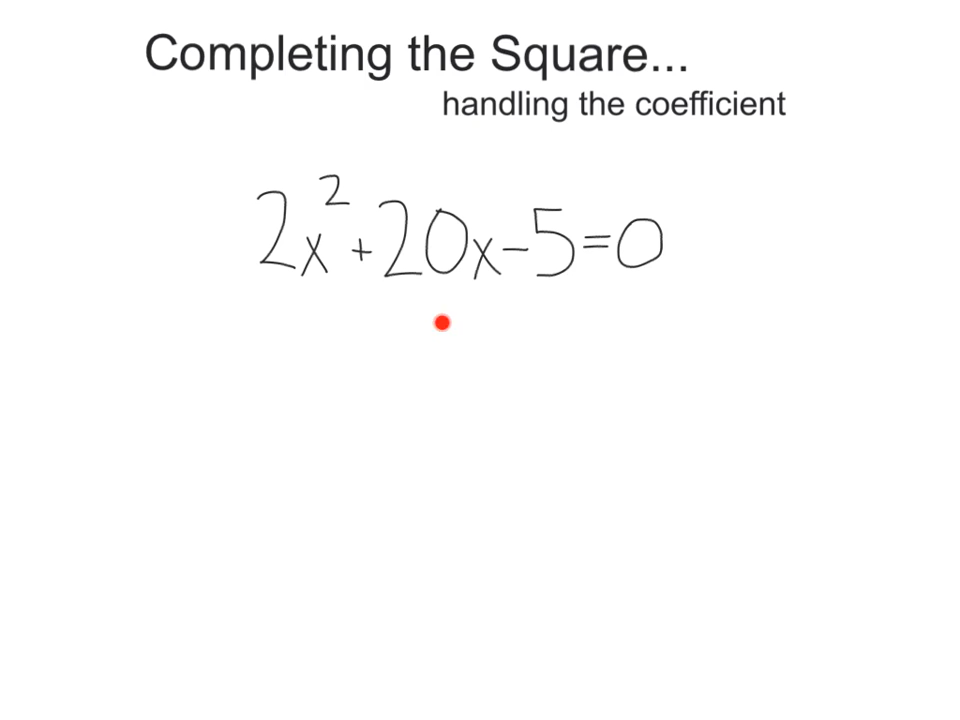 Completing the Square...
handling the coefficient
2x²+20x-5=0